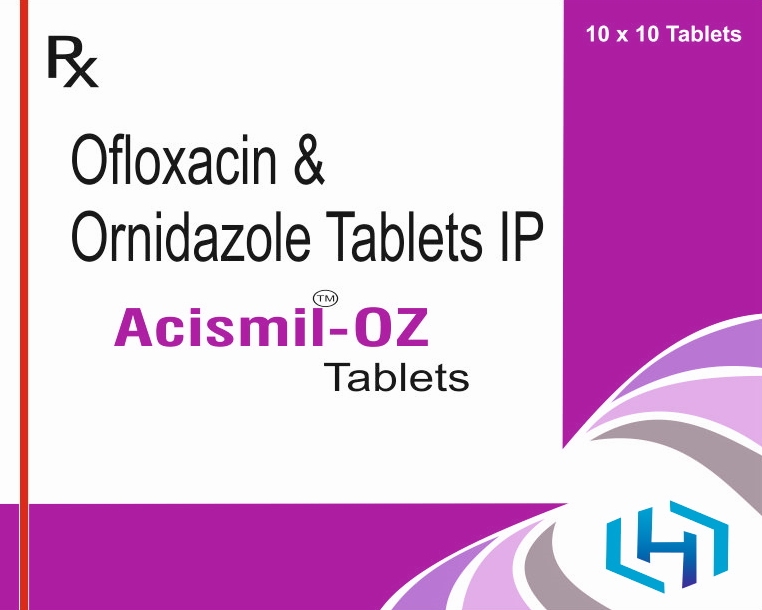 10 x 10 Tablets
Rx
Ofloxacin &
Ornidazole Tablets IP
Acismil-OZ
TM
Tablets